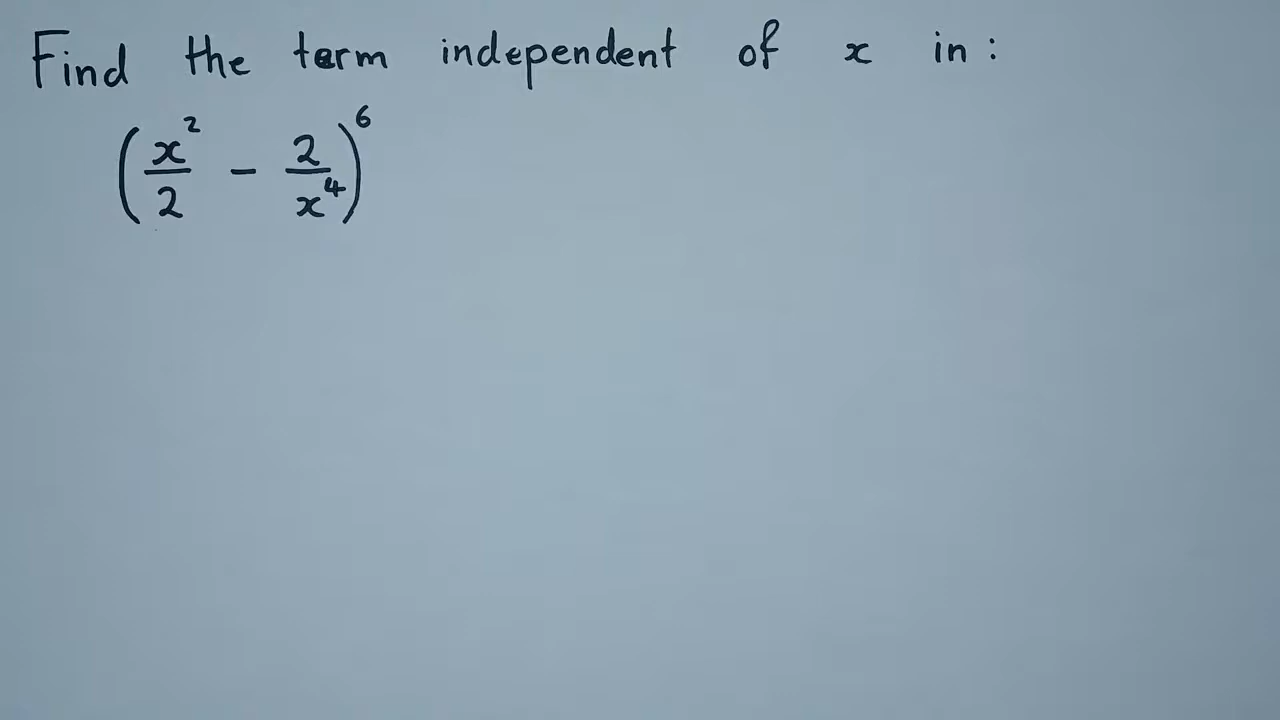 Find the term independent of x in :
(x²/2 - 2/x⁴)⁶